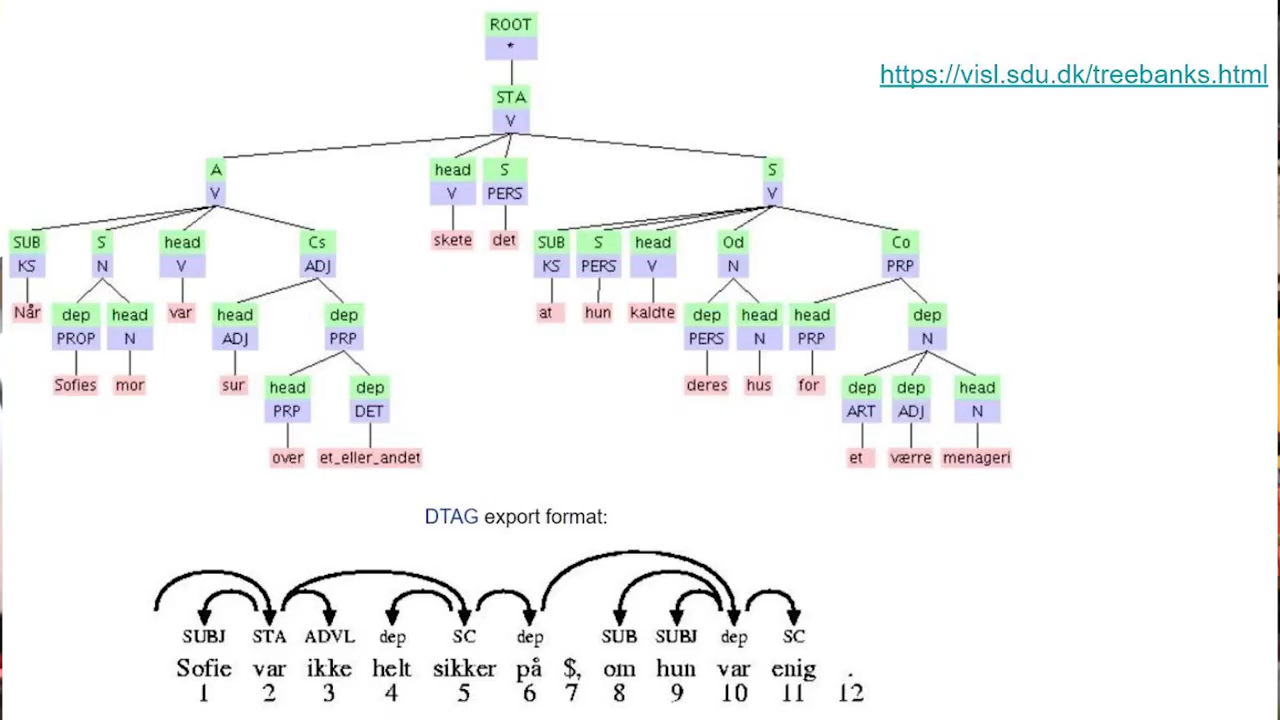 ROOT
*
https://visl.sdu.dk/treebanks.html
STA
V
A head S S
V V PERS V
skete det
SUB S head Cs SUB S head Od Co
KS N V ADJ KS PERS V N PRP
Når var at hun kaldte
dep head head dep dep head head dep
PROP N ADJ PRP PERS N PRP N
Sofies mor sur deres hus for
head dep dep dep head
PRP DET ART ADJ N
over et_eller_andet et værre menageri
DTAG export format:
SUBJ STA ADVL dep SC dep SUB SUBJ dep SC
Sofie var ikke helt sikker på $, om hun var enig .
1 2 3 4 5 6 7 8 9 10 11 12